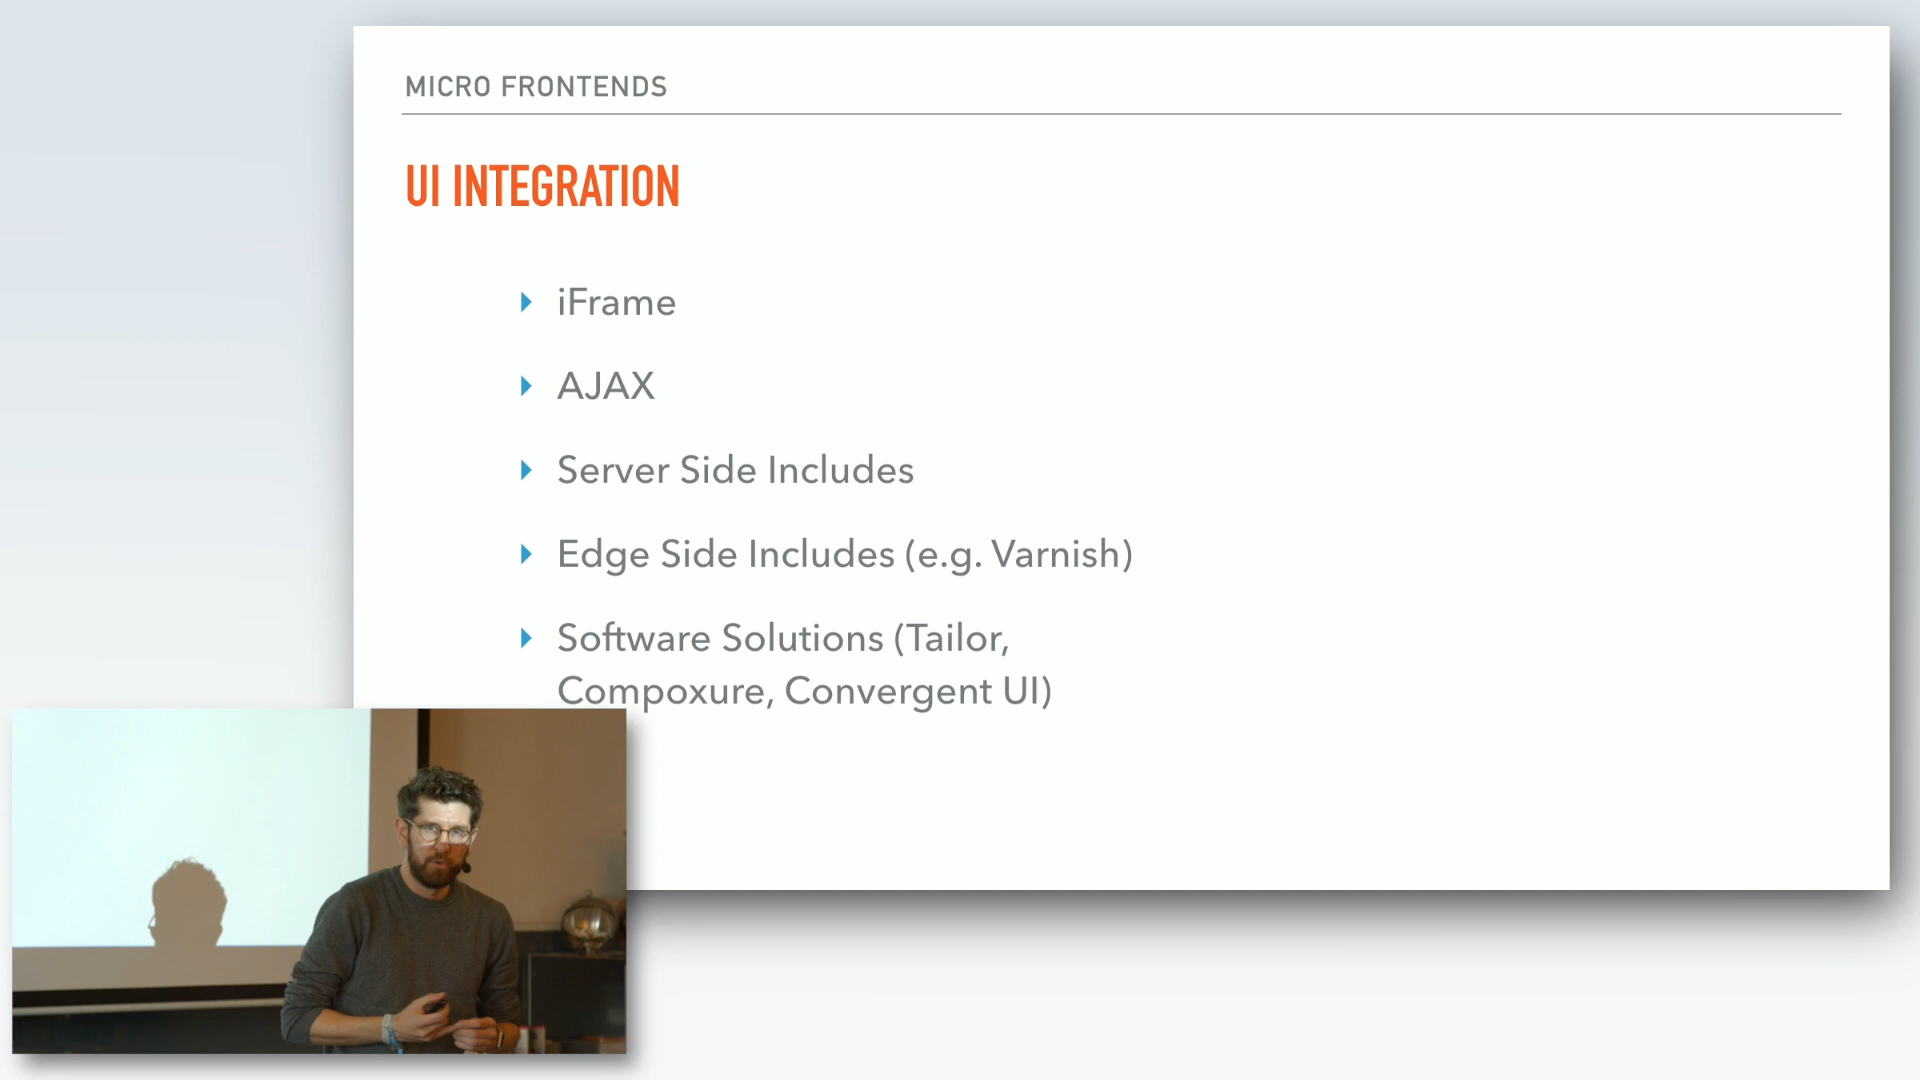 MICRO FRONTENDS
UI INTEGRATION
iFrame
AJAX
Server Side Includes
Edge Side Includes (e.g. Varnish)
Software Solutions (Tailor,
Compoxure, Convergent UI)